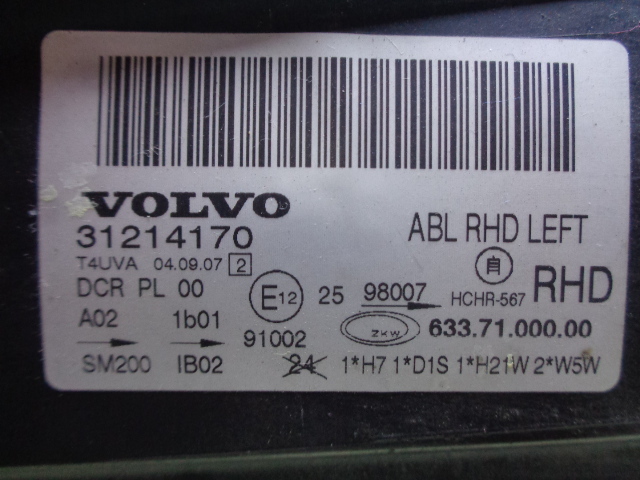 VOLVO
31214170
ABL RHD LEFT
T4UVA 04.09.07 2
自
DCR PL 00
E12 25 98007
HCHR-567 RHD
A02 1b01
91002
ZKW 633.71.000.00
SM200 IB02
24 1*H7 1*D1S 1*H21W 2*W5W